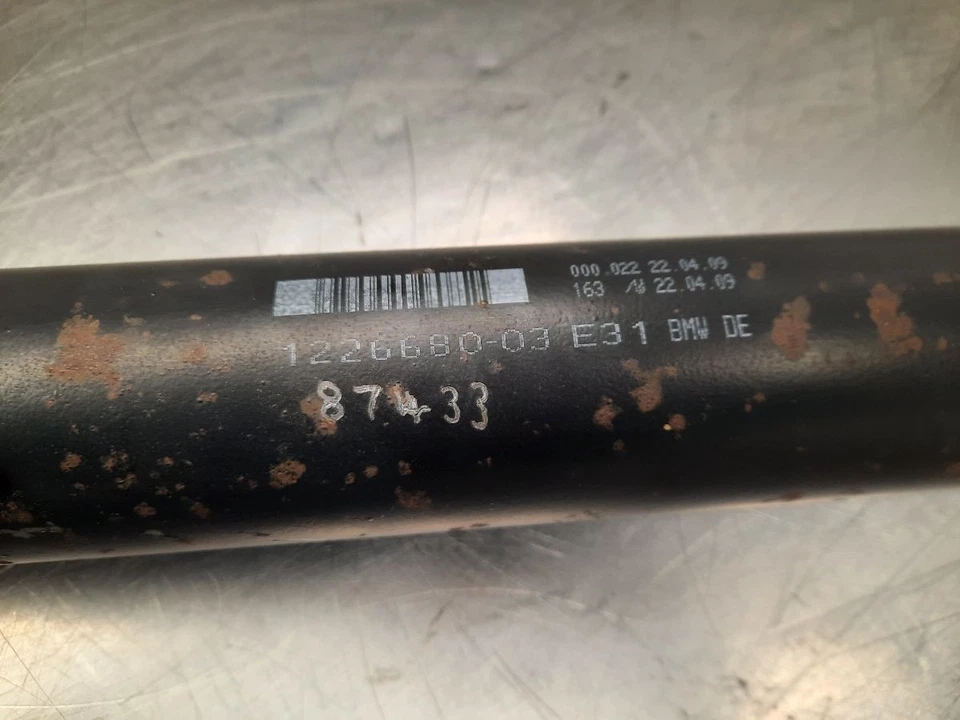 000.022 22.04.09
163 /N 22.04.09
1226680-03 E31 BMW DE
87433